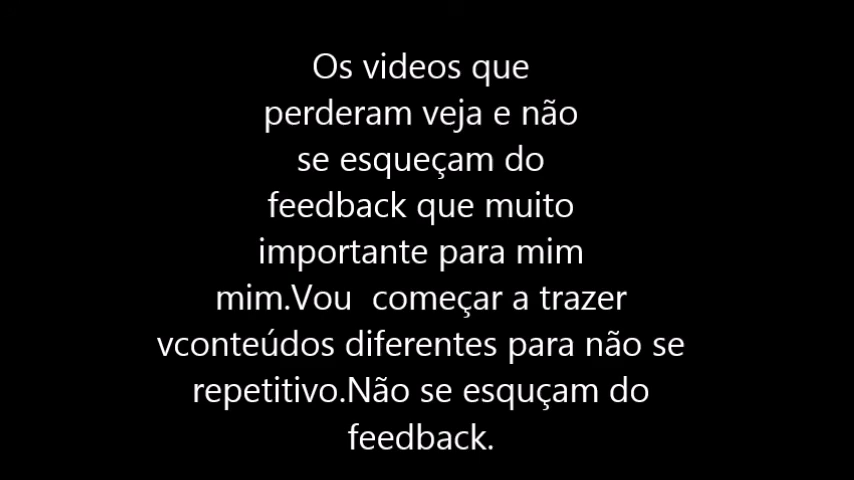 Os videos que
perderam veja e não
se esqueçam do
feedback que muito
importante para mim
mim.Vou  começar a trazer
vconteúdos diferentes para não se
repetitivo.Não se esquçam do
feedback.